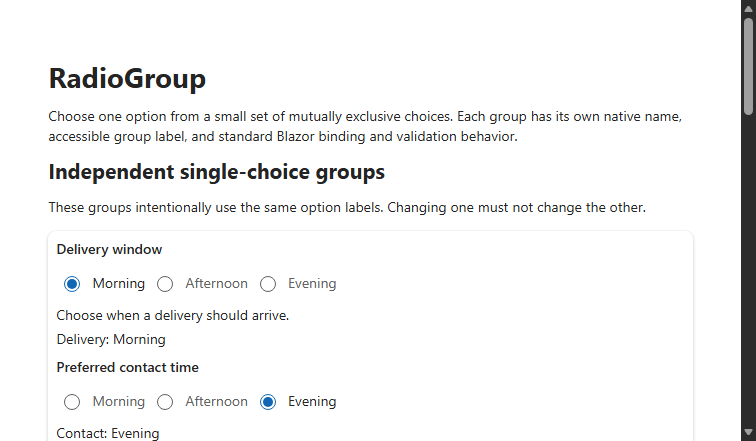 RadioGroup
Choose one option from a small set of mutually exclusive choices. Each group has its own native name,
accessible group label, and standard Blazor binding and validation behavior.
Independent single-choice groups
These groups intentionally use the same option labels. Changing one must not change the other.
Delivery window
Morning Afternoon Evening
Choose when a delivery should arrive.
Delivery: Morning
Preferred contact time
Morning Afternoon Evening
Contact: Evening